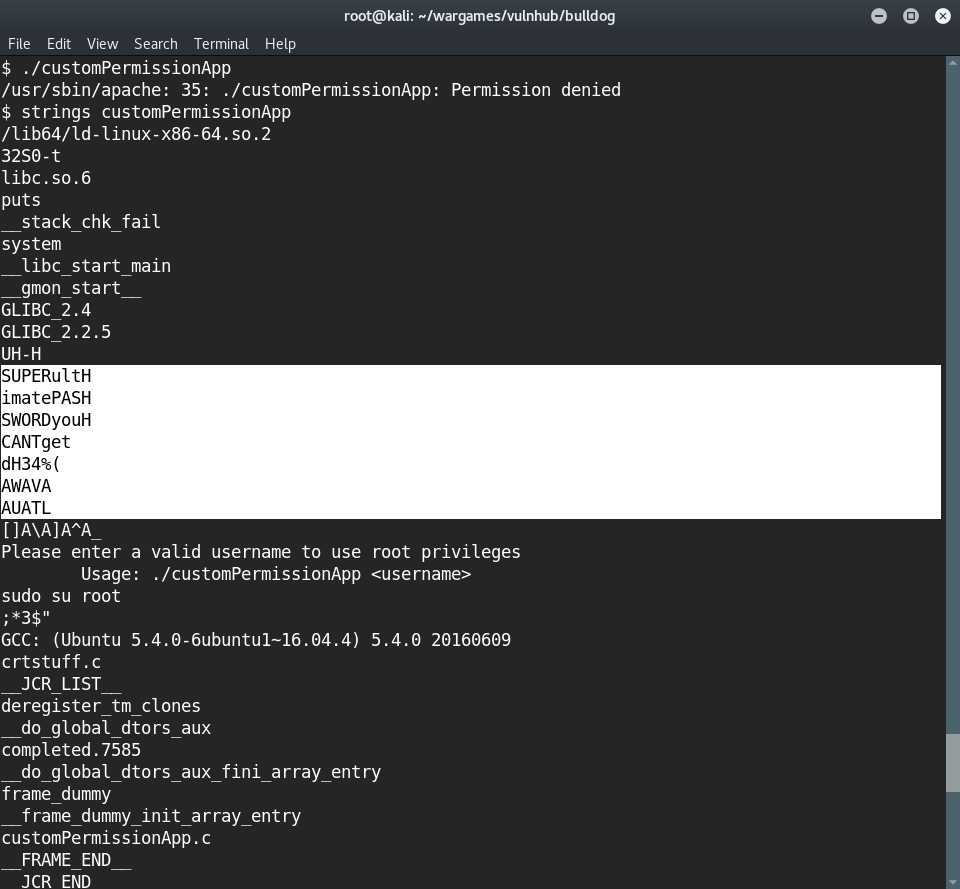 root@kali: ~/wargames/vulnhub/bulldog
File Edit View Search Terminal Help
$ ./customPermissionApp
/usr/sbin/apache: 35: ./customPermissionApp: Permission denied
$ strings customPermissionApp
/lib64/ld-linux-x86-64.so.2
32S0-t
libc.so.6
puts
__stack_chk_fail
system
__libc_start_main
__gmon_start__
GLIBC_2.4
GLIBC_2.2.5
UH-H
SUPERultH
imatePASH
SWORDyouH
CANTget
dH34%(
AWAVA
AUATL
[]A\A]A^A_
Please enter a valid username to use root privileges
Usage: ./customPermissionApp <username>
sudo su root
;*3$"
GCC: (Ubuntu 5.4.0-6ubuntu1~16.04.4) 5.4.0 20160609
crtstuff.c
__JCR_LIST__
deregister_tm_clones
__do_global_dtors_aux
completed.7585
__do_global_dtors_aux_fini_array_entry
frame_dummy
__frame_dummy_init_array_entry
customPermissionApp.c
__FRAME_END__
__JCR_END__